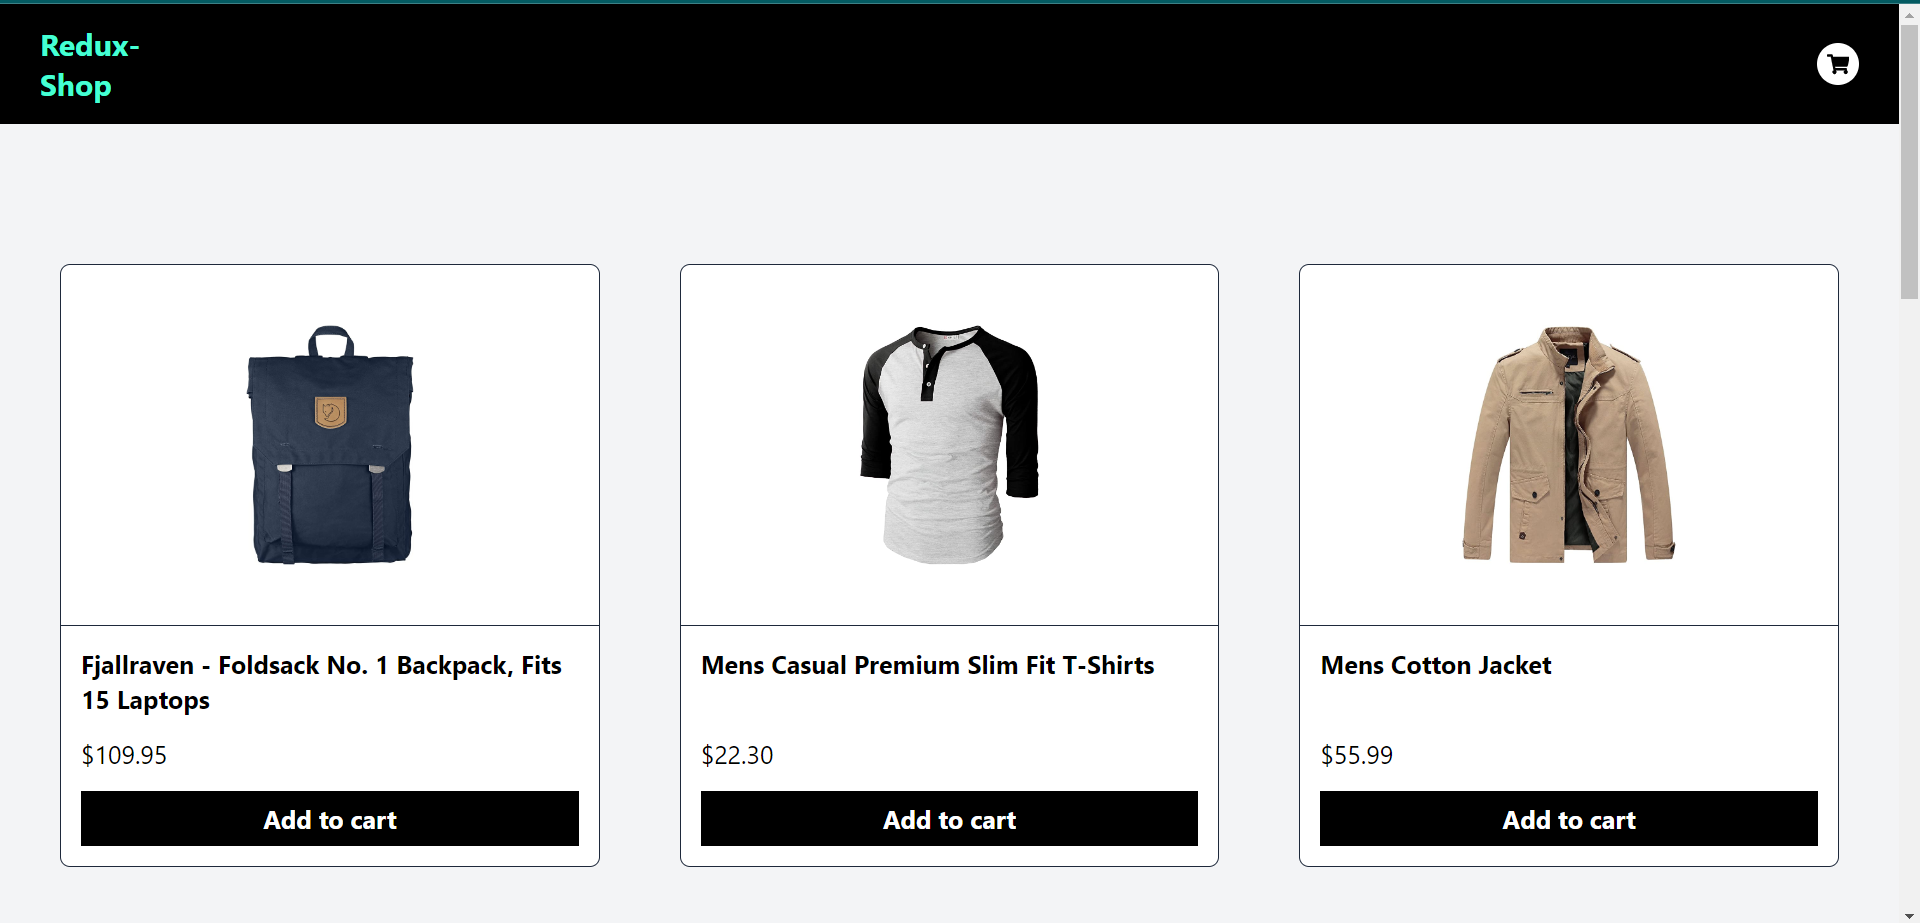 Redux-
Shop
Fjallraven - Foldsack No. 1 Backpack, Fits
15 Laptops
$109.95
Add to cart
Mens Casual Premium Slim Fit T-Shirts
$22.30
Add to cart
Mens Cotton Jacket
$55.99
Add to cart